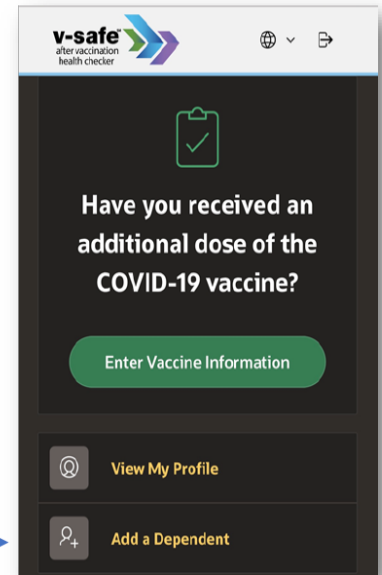 v-safe™
after vaccination
health checker
Have you received an
additional dose of the
COVID-19 vaccine?
Enter Vaccine Information
View My Profile
Add a Dependent